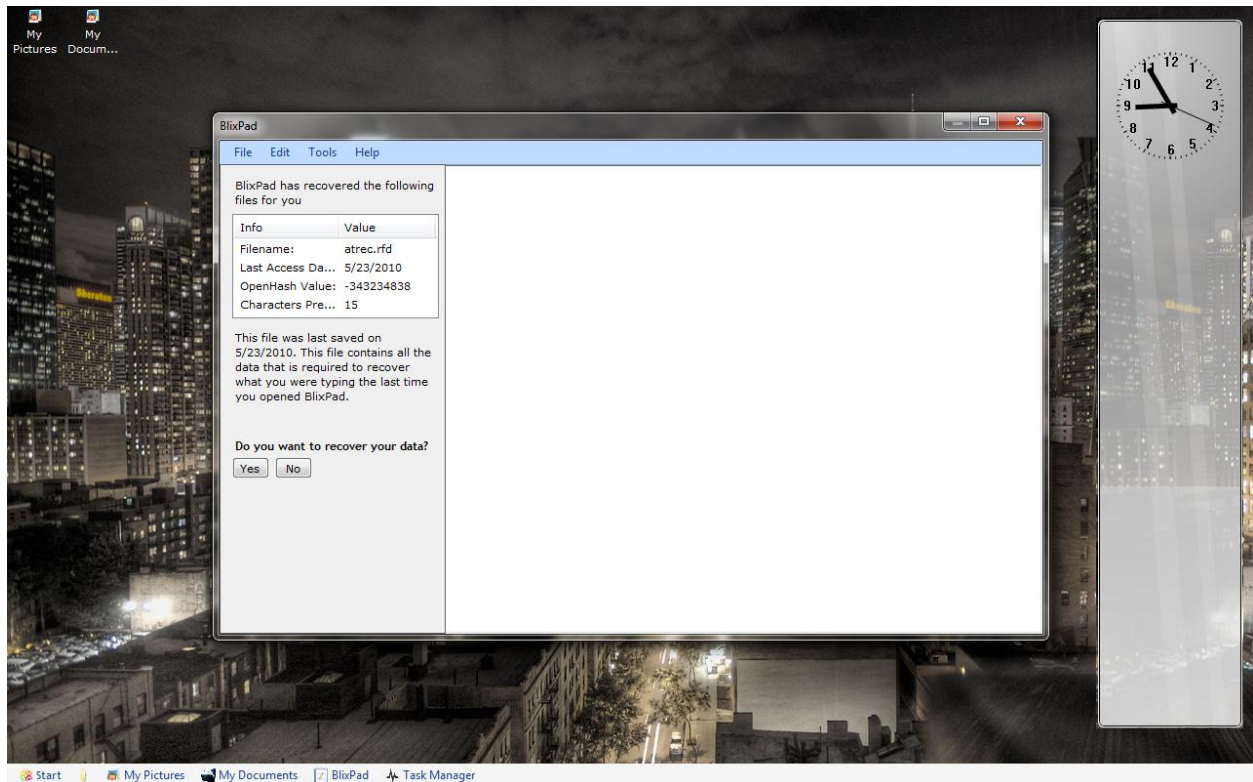 My
Pictures
My
Docum...
BlixPad
File Edit Tools Help
BlixPad has recovered the following
files for you
Info Value
Filename: atrec.rfd
Last Access Da... 5/23/2010
OpenHash Value: -343234838
Characters Pre... 15
This file was last saved on
5/23/2010. This file contains all the
data that is required to recover
what you were typing the last time
you opened BlixPad.
Do you want to recover your data?
Yes No
12
1
2
3
4
5
6
7
8
9
10
11
Sheraton
Sheraton
Start My Pictures My Documents BlixPad Task Manager